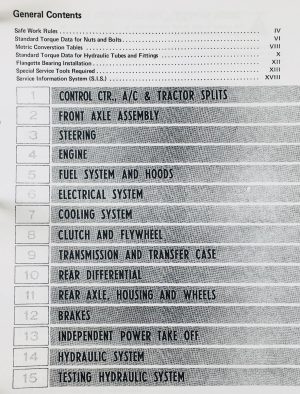 General Contents
Safe Work Rules IV
Standard Torque Data for Nuts and Bolts VI
Metric Converstion Tables VIII
Standard Torque Data for Hydraulic Tubes and Fittings X
Flangette Bearing Installation XII
Special Service Tools Required XIII
Service Information System (S.I.S.) XVIII
1 CONTROL CTR., A/C & TRACTOR SPLITS
2 FRONT AXLE ASSEMBLY
3 STEERING
4 ENGINE
5 FUEL SYSTEM AND HOODS
6 ELECTRICAL SYSTEM
7 COOLING SYSTEM
8 CLUTCH AND FLYWHEEL
9 TRANSMISSION AND TRANSFER CASE
10 REAR DIFFERENTIAL
11 REAR AXLE, HOUSING AND WHEELS
12 BRAKES
13 INDEPENDENT POWER TAKE OFF
14 HYDRAULIC SYSTEM
15 TESTING HYDRAULIC SYSTEM